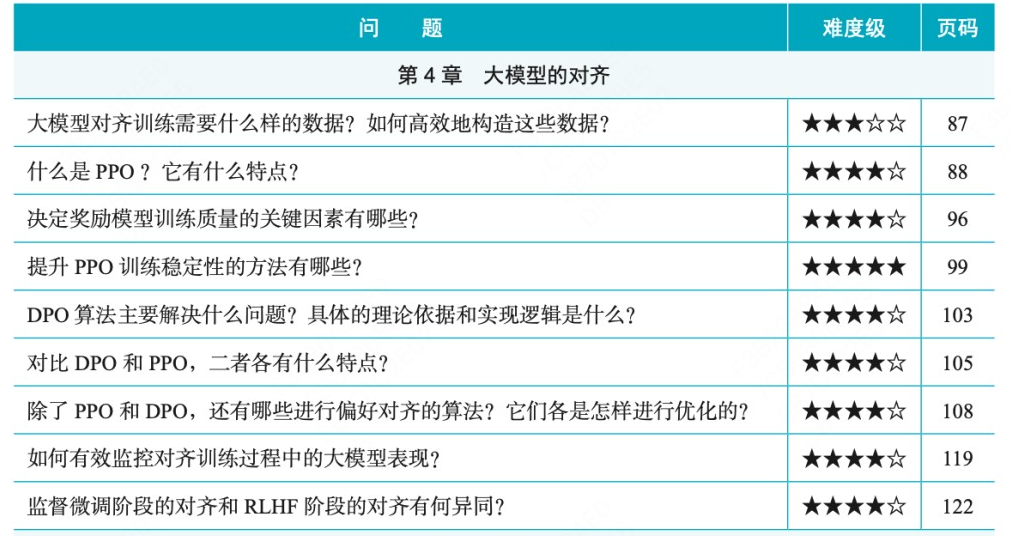 问 题 难度级 页码
第 4 章 大模型的对齐
大模型对齐训练需要什么样的数据？如何高效地构造这些数据？ ★★★☆☆ 87
什么是 PPO？它有什么特点？ ★★★★☆ 88
决定奖励模型训练质量的关键因素有哪些？ ★★★★☆ 96
提升 PPO 训练稳定性的方法有哪些？ ★★★★★ 99
DPO 算法主要解决什么问题？具体的理论依据和实现逻辑是什么？ ★★★★☆ 103
对比 DPO 和 PPO，二者各有什么特点？ ★★★★☆ 105
除了 PPO 和 DPO，还有哪些进行偏好对齐的算法？它们各是怎样进行优化的？ ★★★★☆ 108
如何有效监控对齐训练过程中的大模型表现？ ★★★★☆ 119
监督微调阶段的对齐和 RLHF 阶段的对齐有何异同？ ★★★★☆ 122